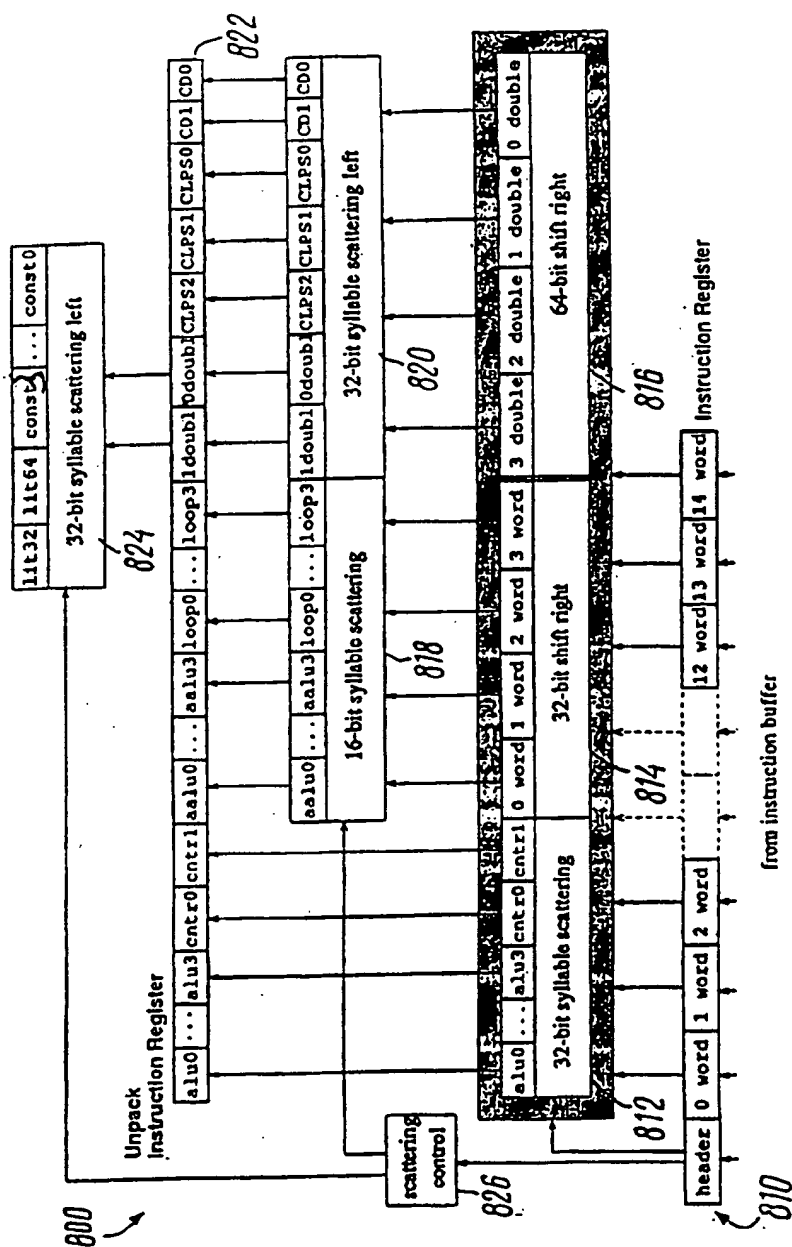 800
Unpack
Instruction Register
lit32 lit64 const3 ... const0
32-bit syllable scattering left
824
alu0 ... alu3 cntr0 cntr1 aalu0 ... aalu3 loop0 ... loop3 1doubl 0doubl CLPS2 CLPS1 CLPS0 CD1 CD0
822
aalu0 ... aalu3 loop0 ... loop3 1doubl 0doubl CLPS2 CLPS1 CLPS0 CD1 CD0
16-bit syllable scattering
32-bit syllable scattering left
818
820
scattering
control
826
alu0 ... alu3 cntr0 cntr1 0 word 1 word 2 word 3 word 3 double 2 double 1 double 0 double
32-bit syllable scattering
32-bit shift right
64-bit shift right
812
814
816
header 0 word 1 word 2 word 12 word 13 word 14 word
Instruction Register
810
from instruction buffer